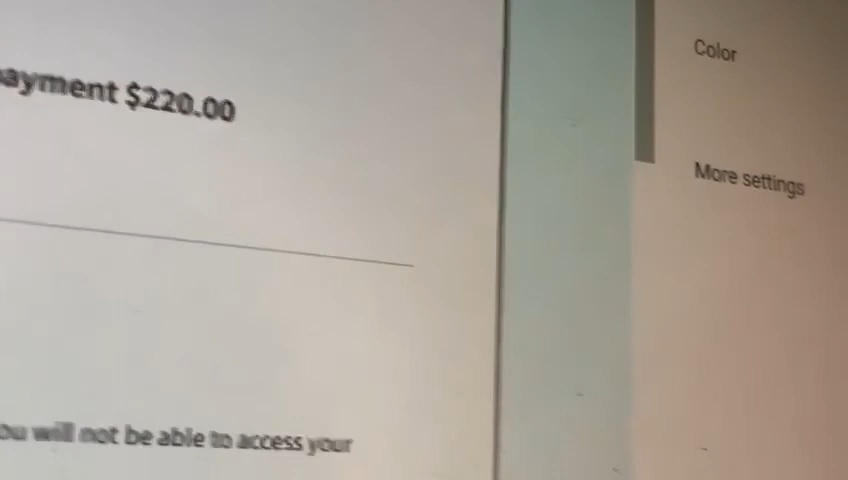 ayment $220.00
ou will not be able to access your
Color
More settings